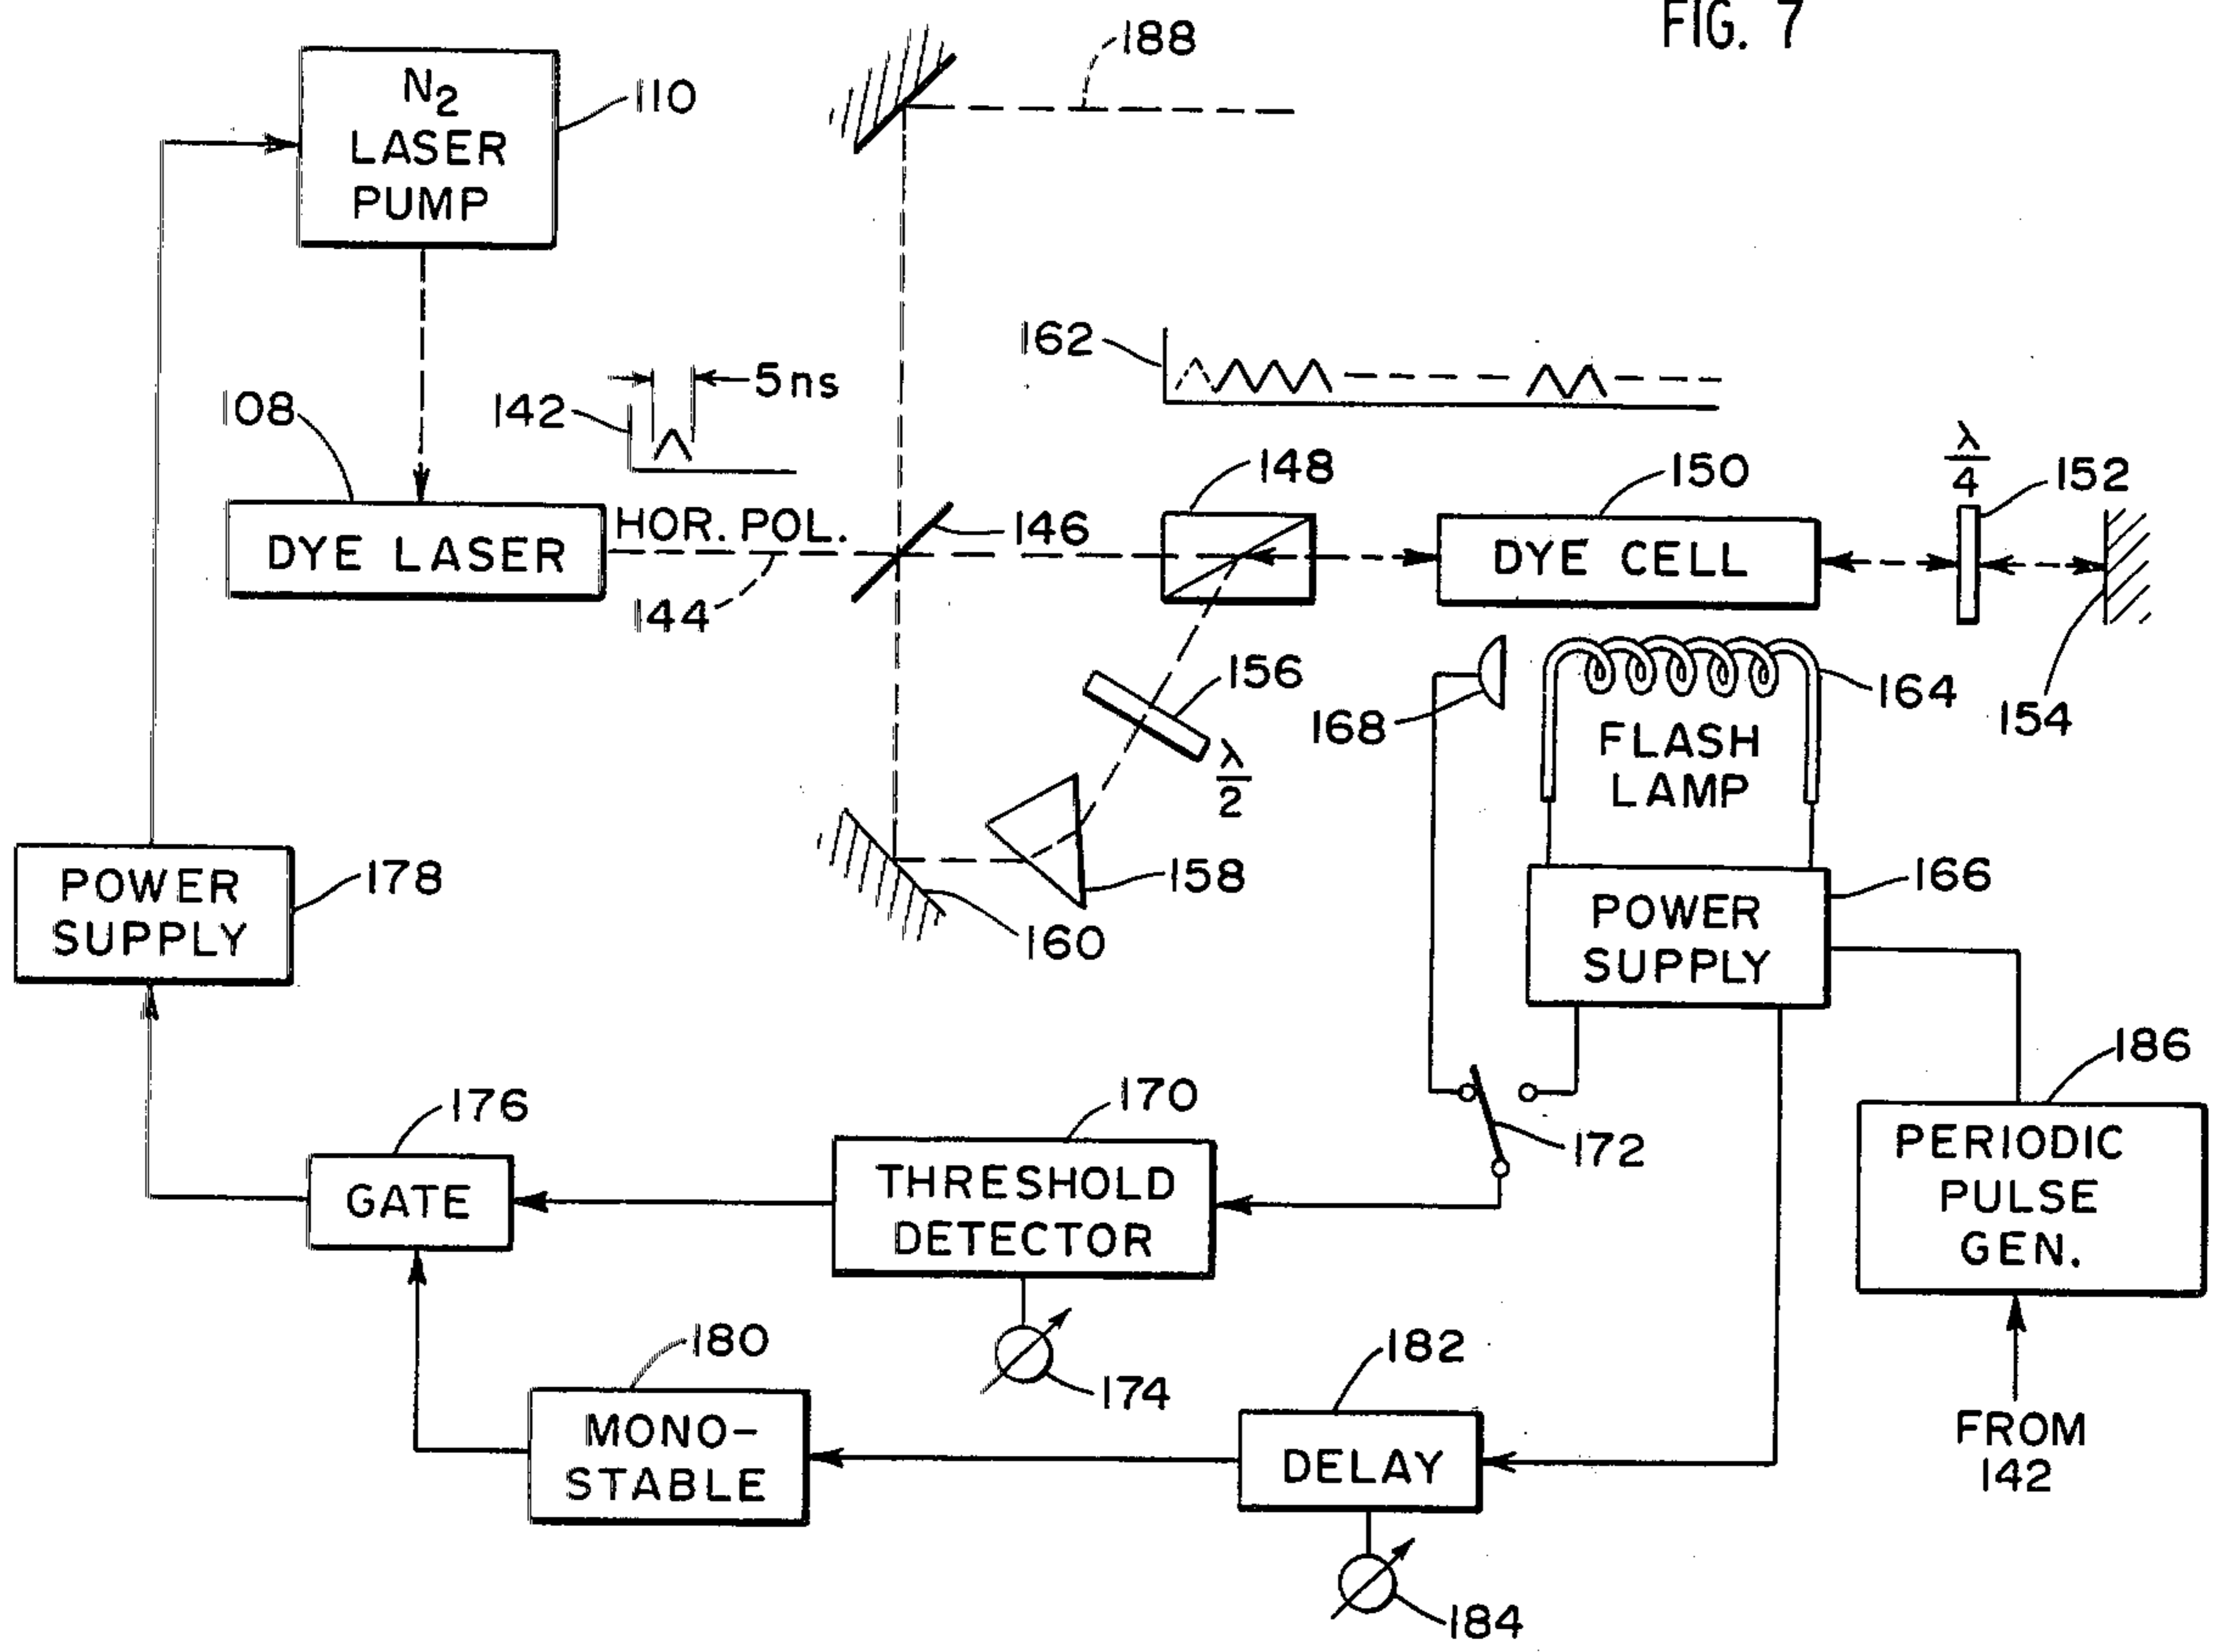 FIG. 7
188
N2
LASER
PUMP
110
162
5ns
142
108
HOR. POL.
DYE LASER
144
146
148
150
DYE CELL
λ/4
152
154
156
λ/2
158
160
168
164
FLASH
LAMP
POWER
SUPPLY
178
POWER
SUPPLY
166
186
PERIODIC
PULSE
GEN.
FROM
142
176
GATE
170
THRESHOLD
DETECTOR
172
174
180
MONO-
STABLE
182
DELAY
184